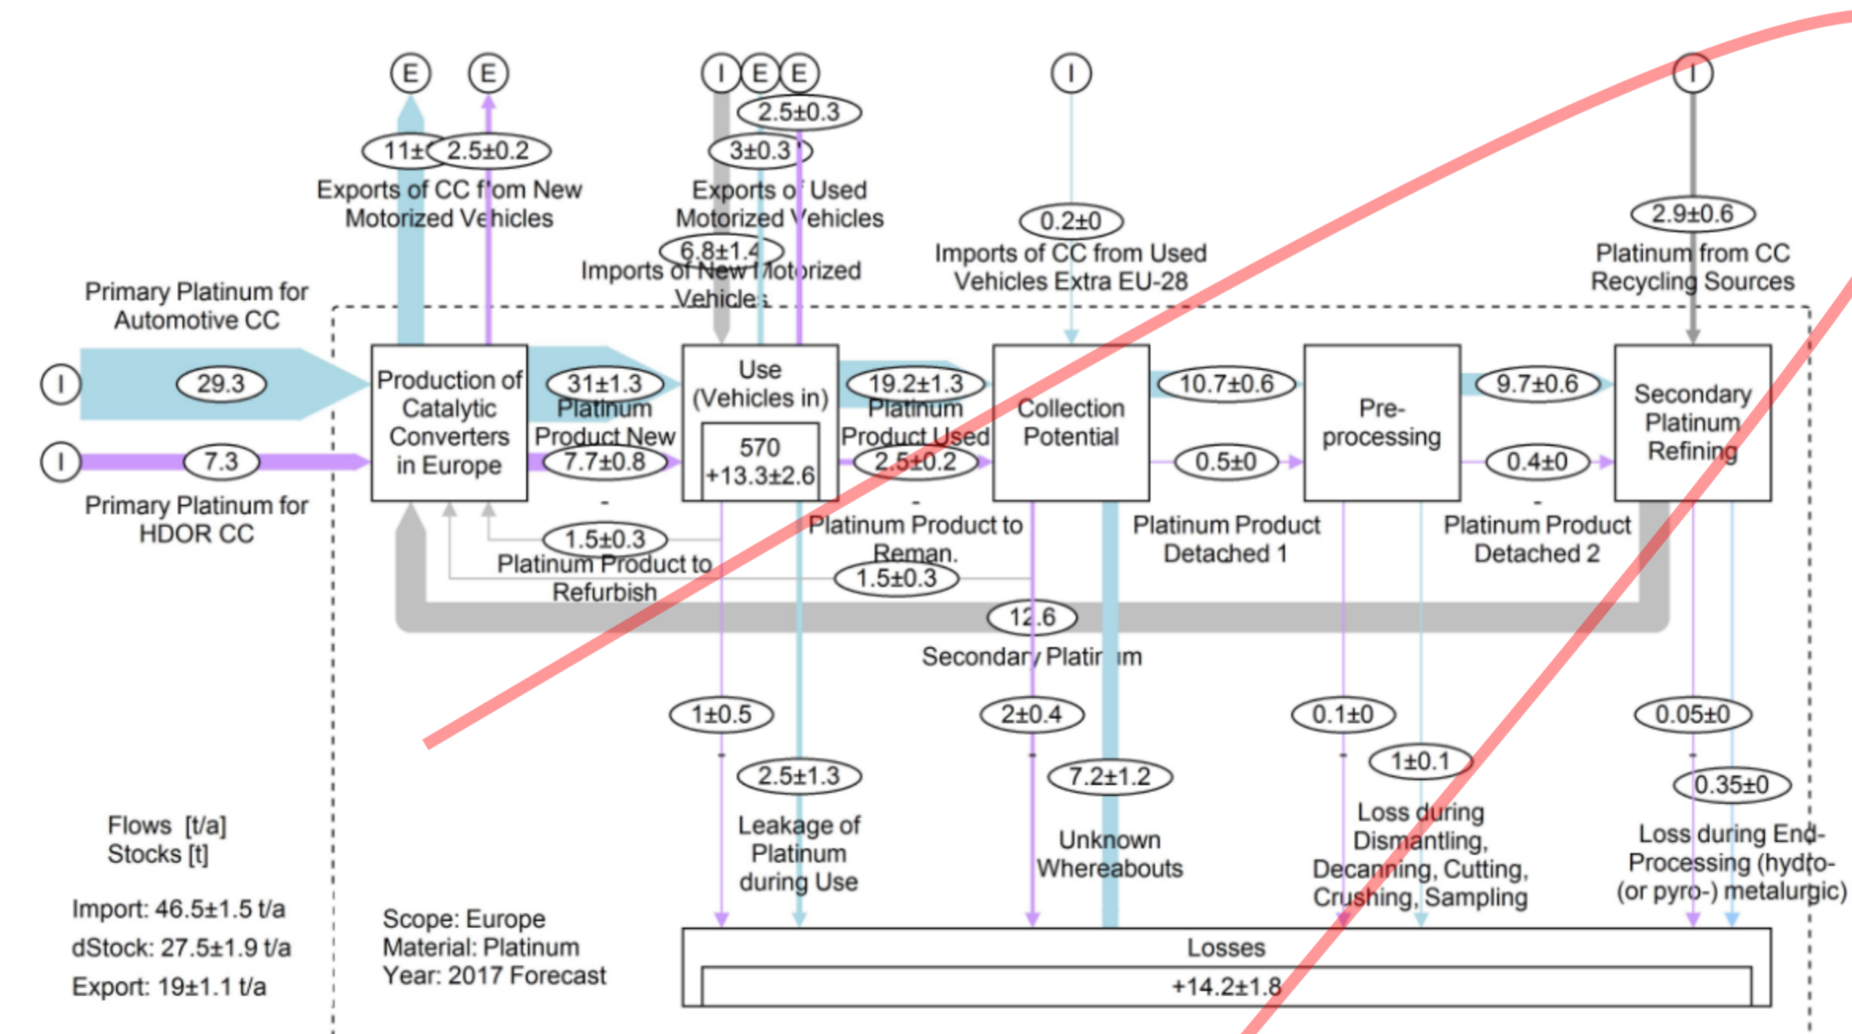 E
E
I
E
E
I
I
2.5±0.3
11±
2.5±0.2
3±0.3
Exports of CC from New
Motorized Vehicles
Exports of Used
Motorized Vehicles
0.2±0
2.9±0.6
6.8±1.4
Imports of New Motorized
Vehicles
Imports of CC from Used
Vehicles Extra EU-28
Platinum from CC
Recycling Sources
Primary Platinum for
Automotive CC
I
29.3
Production of
Catalytic
Converters
in Europe
31±1.3
Platinum
Product New
7.7±0.8
-
Use
(Vehicles in)
570
+13.3±2.6
19.2±1.3
Platinum
Product Used
2.5±0.2
-
Collection
Potential
10.7±0.6
0.5±0
Pre-
processing
9.7±0.6
0.4±0
-
Secondary
Platinum
Refining
I
7.3
Primary Platinum for
HDOR CC
1.5±0.3
Platinum Product to
Refurbish
Platinum Product to
Reman.
1.5±0.3
Platinum Product
Detached 1
Platinum Product
Detached 2
12.6
Secondary Platinum
1±0.5
-
2±0.4
-
0.1±0
-
0.05±0
-
2.5±1.3
7.2±1.2
1±0.1
0.35±0
Leakage of
Platinum
during Use
Unknown
Whereabouts
Loss during
Dismantling,
Decanning, Cutting,
Crushing, Sampling
Loss during End-
Processing (hydro-
(or pyro-) metalurgic)
Flows [t/a]
Stocks [t]
Import: 46.5±1.5 t/a
dStock: 27.5±1.9 t/a
Export: 19±1.1 t/a
Scope: Europe
Material: Platinum
Year: 2017 Forecast
Losses
+14.2±1.8